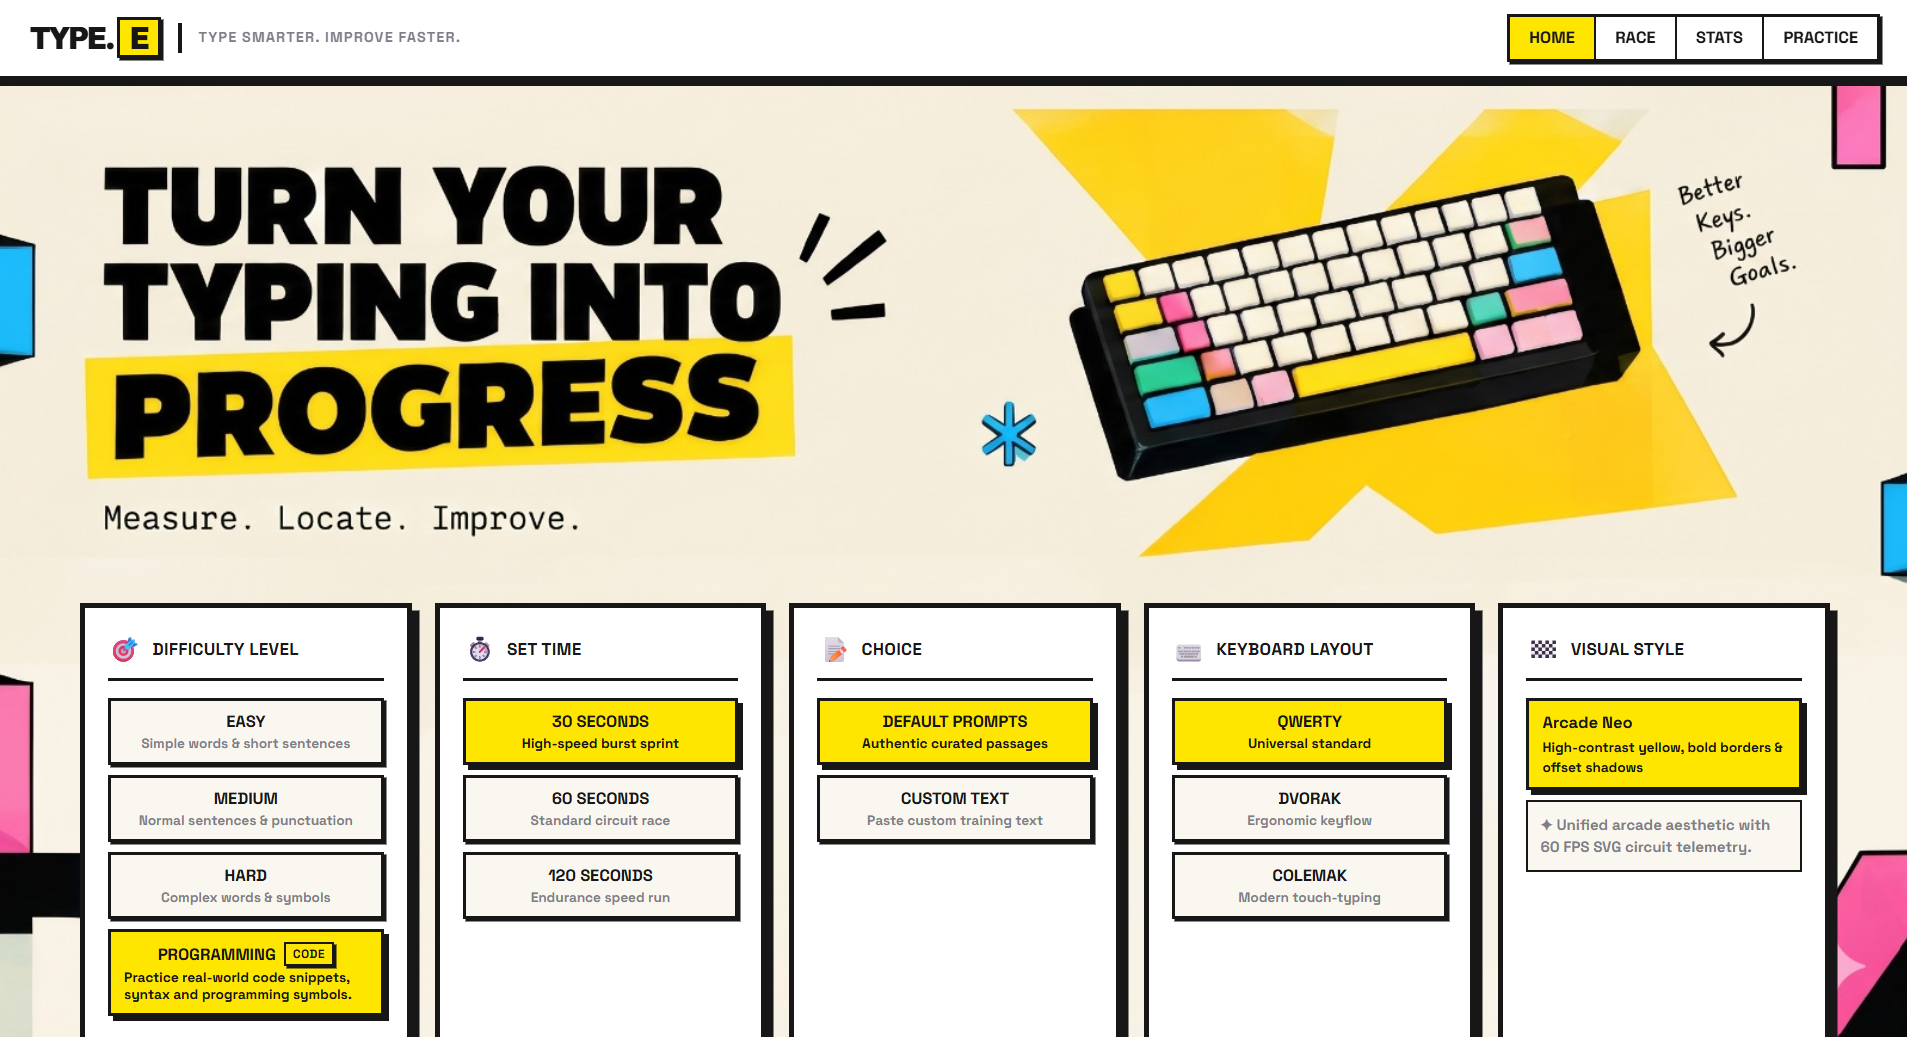 TYPE. E
TYPE SMARTER. IMPROVE FASTER.
HOME
RACE
STATS
PRACTICE
TURN YOUR
TYPING INTO
PROGRESS
Measure. Locate. Improve.
Better
Keys.
Bigger
Goals.
DIFFICULTY LEVEL
EASY
Simple words & short sentences
MEDIUM
Normal sentences & punctuation
HARD
Complex words & symbols
PROGRAMMING CODE
Practice real-world code snippets,
syntax and programming symbols.
SET TIME
30 SECONDS
High-speed burst sprint
60 SECONDS
Standard circuit race
120 SECONDS
Endurance speed run
CHOICE
DEFAULT PROMPTS
Authentic curated passages
CUSTOM TEXT
Paste custom training text
KEYBOARD LAYOUT
QWERTY
Universal standard
DVORAK
Ergonomic keyflow
COLEMAK
Modern touch-typing
VISUAL STYLE
Arcade Neo
High-contrast yellow, bold borders &
offset shadows
✦ Unified arcade aesthetic with
60 FPS SVG circuit telemetry.